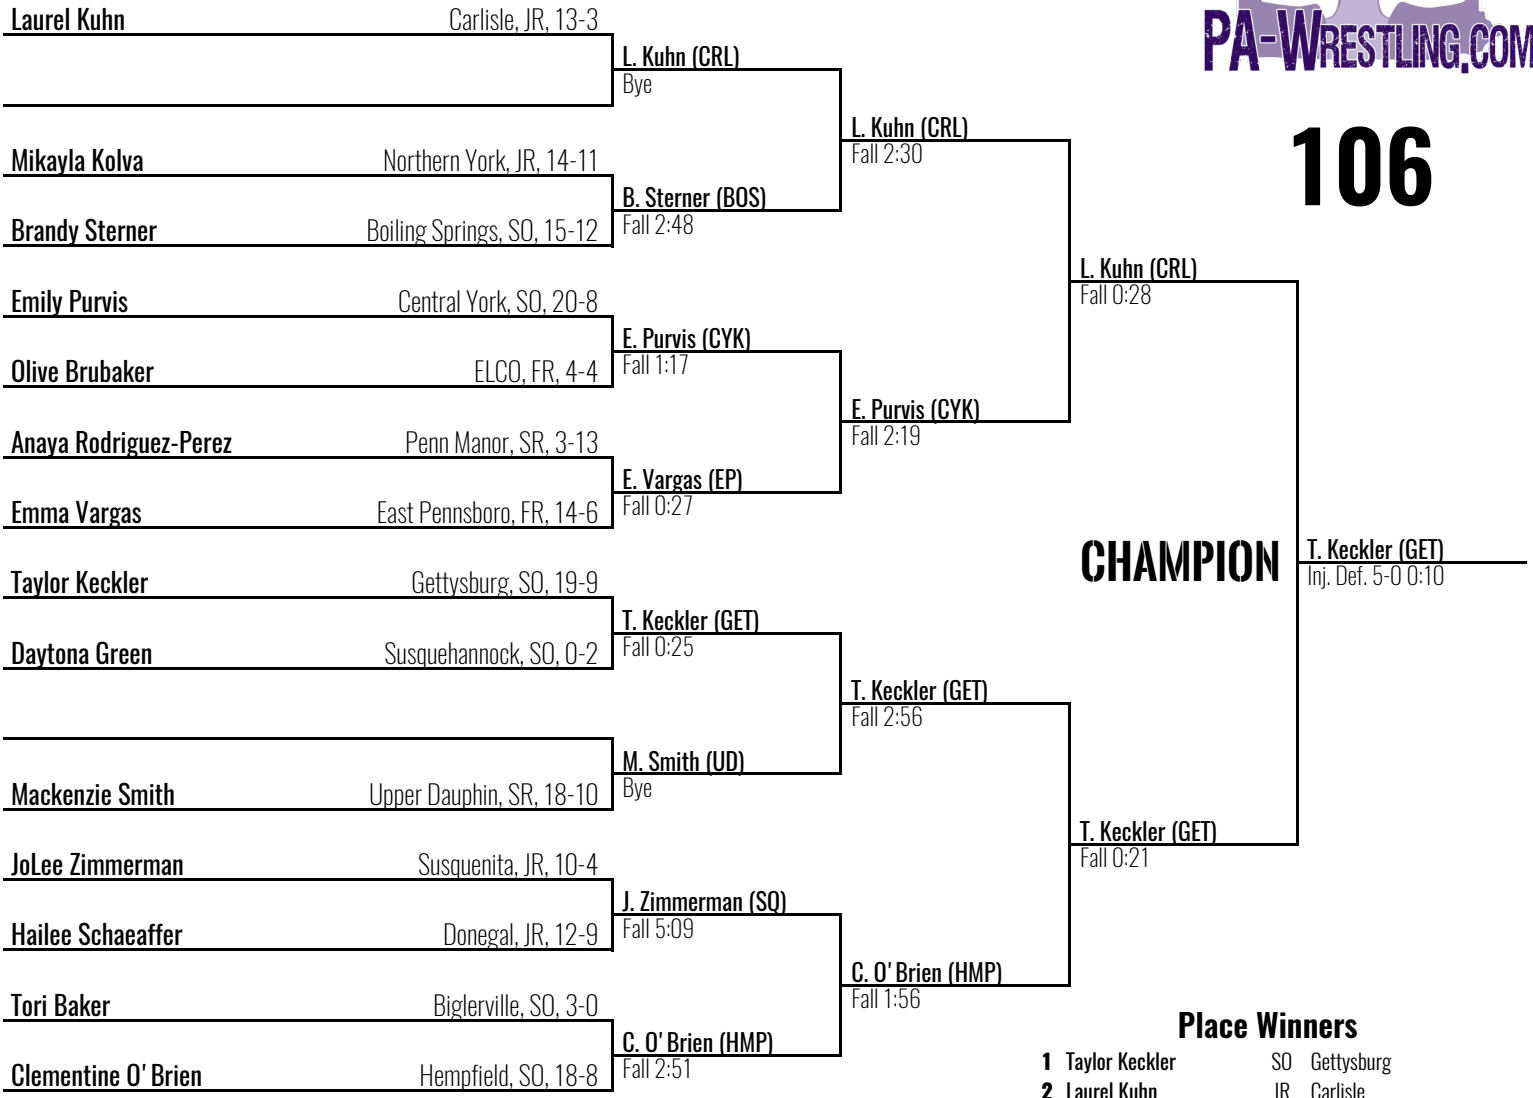 PA-WRESTLING.COM
106
Laurel Kuhn Carlisle, JR, 13-3
Mikayla Kolva Northern York, JR, 14-11
Brandy Sterner Boiling Springs, SO, 15-12
Emily Purvis Central York, SO, 20-8
Olive Brubaker ELCO, FR, 4-4
Anaya Rodriguez-Perez Penn Manor, SR, 3-13
Emma Vargas East Pennsboro, FR, 14-6
Taylor Keckler Gettysburg, SO, 19-9
Daytona Green Susquehannock, SO, 0-2
Mackenzie Smith Upper Dauphin, SR, 18-10
JoLee Zimmerman Susquenita, JR, 10-4
Hailee Schaeaffer Donegal, JR, 12-9
Tori Baker Biglerville, SO, 3-0
Clementine O'Brien Hempfield, SO, 18-8
L. Kuhn (CRL)
Bye
B. Sterner (BOS)
Fall 2:48
E. Purvis (CYK)
Fall 1:17
E. Vargas (EP)
Fall 0:27
T. Keckler (GET)
Fall 0:25
M. Smith (UD)
Bye
J. Zimmerman (SQ)
Fall 5:09
C. O'Brien (HMP)
Fall 2:51
L. Kuhn (CRL)
Fall 2:30
E. Purvis (CYK)
Fall 2:19
T. Keckler (GET)
Fall 2:56
C. O'Brien (HMP)
Fall 1:56
L. Kuhn (CRL)
Fall 0:28
T. Keckler (GET)
Fall 0:21
CHAMPION
T. Keckler (GET)
Inj. Def. 5-0 0:10
Place Winners
1 Taylor Keckler SO Gettysburg
2 Laurel Kuhn JR Carlisle